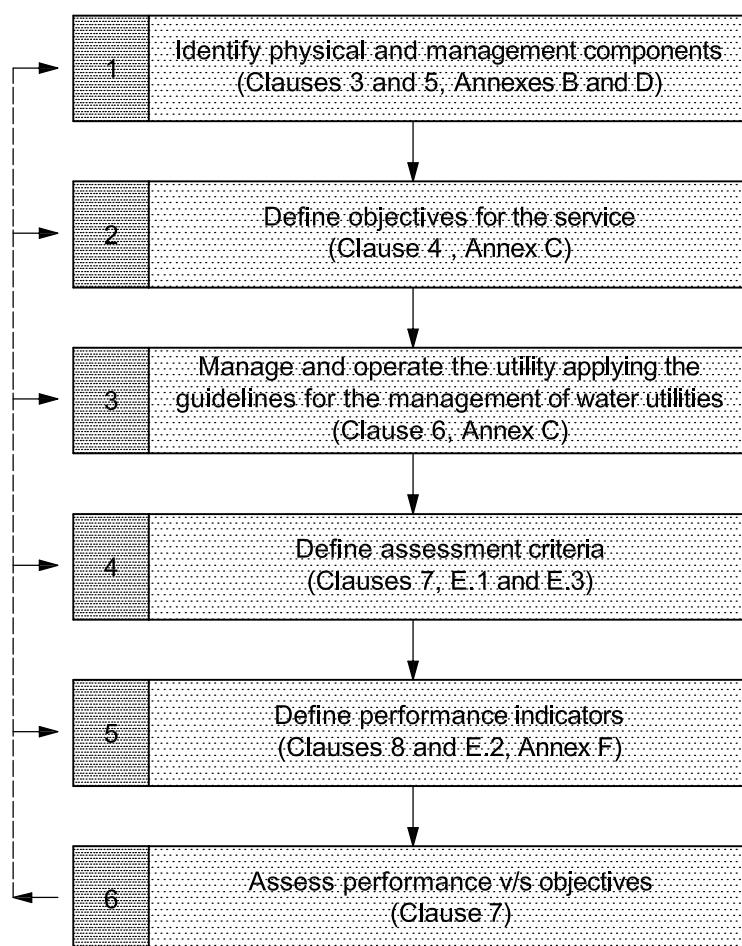 1
Identify physical and management components
(Clauses 3 and 5, Annexes B and D)
2
Define objectives for the service
(Clause 4 , Annex C)
3
Manage and operate the utility applying the
guidelines for the management of water utilities
(Clause 6, Annex C)
4
Define assessment criteria
(Clauses 7, E.1 and E.3)
5
Define performance indicators
(Clauses 8 and E.2, Annex F)
6
Assess performance v/s objectives
(Clause 7)